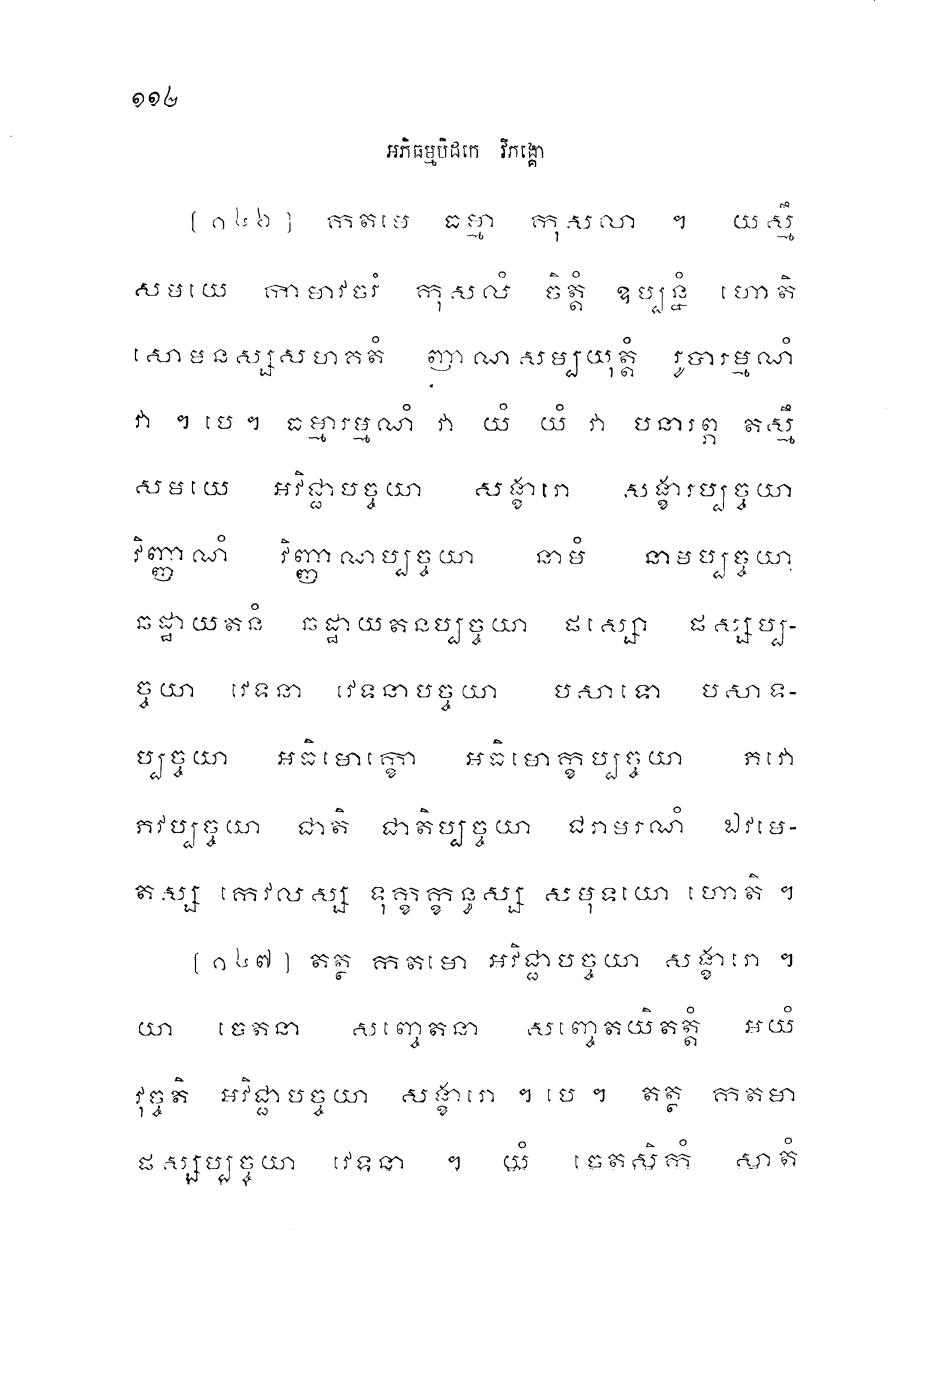 ១១៤
អភិធម្មបិដកេ វិភង្គោ
[១៤៦] កតមេ ធម្មា កុសលា ។ យស្មឹ
សមយេ កាមាវចរំ កុសលំ ចិត្តំ ឧប្បន្នំ ហោតិ
សោមនស្សសហគតំ ញាណសម្បយុត្តំ រូបារម្មណំ
វា ។ បេ ។ ធម្មារម្មណំ វា យំ យំ វា បនារព្ភ តស្មឹ
សមយេ អវិជ្ជាបច្ចយា សង្ខារោ សង្ខារប្បច្ចយា
វិញ្ញាណំ វិញ្ញាណប្បច្ចយា នាមំ នាមប្បច្ចយា
ឆដ្ឋាយតនំ ឆដ្ឋាយតនប្បច្ចយា ផស្សោ ផស្សប្ប-
ច្ចយា វេទនា វេទនាបច្ចយា បសាទោ បសាទ-
ប្បច្ចយា អធិមោក្ខោ អធិមោក្ខប្បច្ចយា ភវោ
ភវប្បច្ចយា ជាតិ ជាតិប្បច្ចយា ជរាមរណំ ឯវមេ-
តស្ស កេវលស្ស ទុក្ខក្ខន្ធស្ស សមុទយោ ហោតិ ។
[១៤៧] តត្ថ កតមោ អវិជ្ជាបច្ចយា សង្ខារោ ។
យា ចេតនា សញ្ចេតនា សញ្ចេតយិតត្តំ អយំ
វុច្ចតិ អវិជ្ជាបច្ចយា សង្ខារោ ។ បេ ។ តត្ថ កតមា
ផស្សប្បច្ចយា វេទនា ។ យំ ចេតសិកំ សាតំ